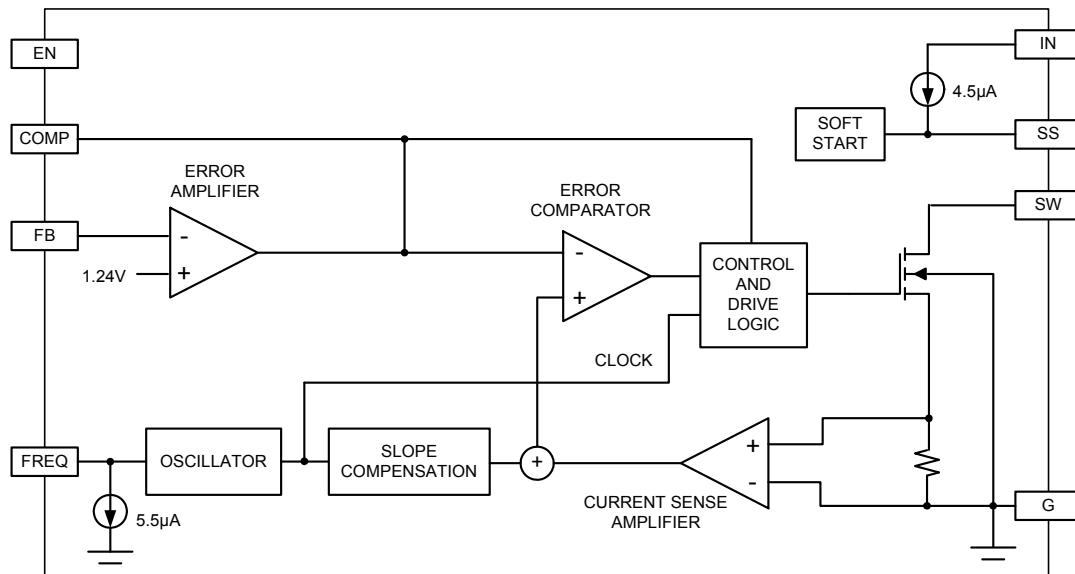 EN
IN
4.5µA
COMP
SOFT
START
SS
ERROR
AMPLIFIER
ERROR
COMPARATOR
SW
FB
-
+
1.24V
-
+
CONTROL
AND
DRIVE
LOGIC
CLOCK
FREQ
OSCILLATOR
SLOPE
COMPENSATION
+
+
-
CURRENT SENSE
AMPLIFIER
5.5µA
G